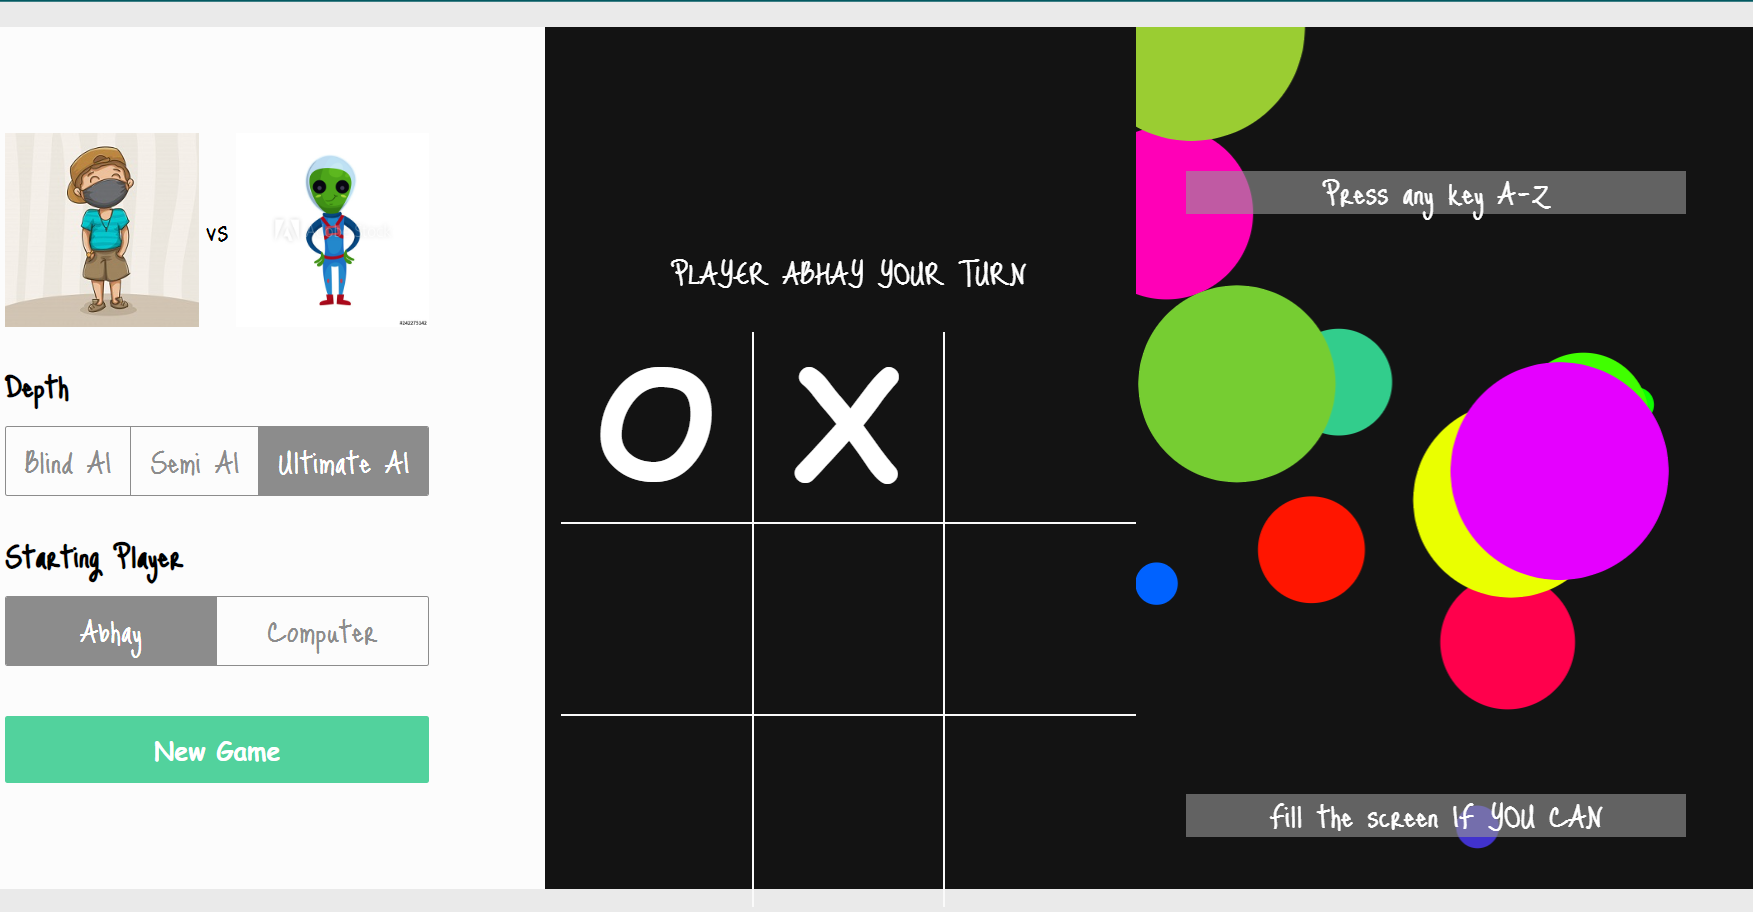 vs
Depth
Blind AI
Semi AI
Ultimate AI
Starting Player
Abhay
Computer
New Game
PLAYER ABHAY YOUR TURN
O X
Press any key A-Z
fill the screen If YOU CAN